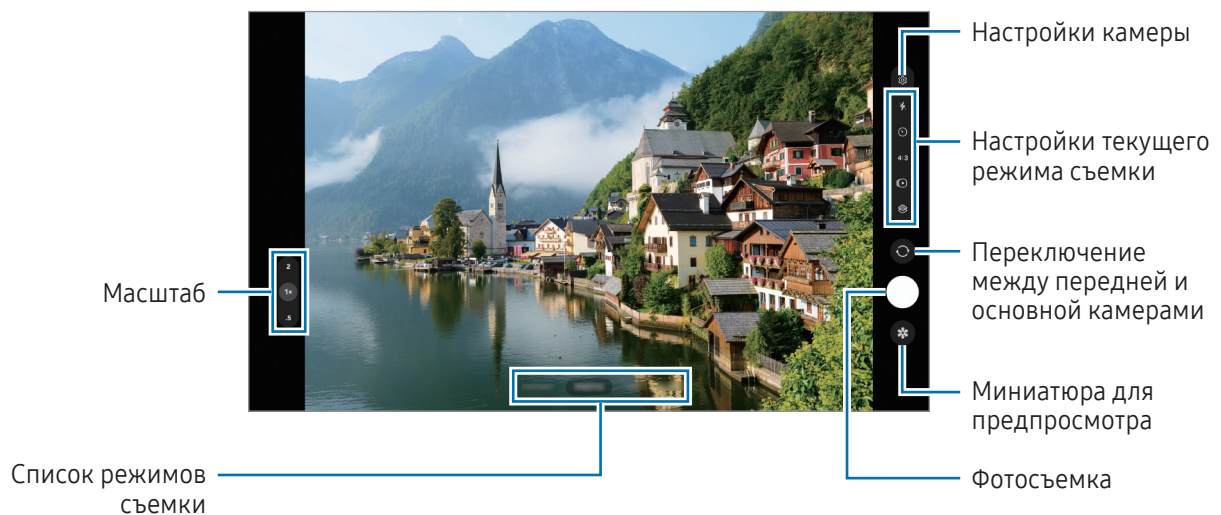 Настройки камеры
4:3
Настройки текущего
режима съемки
Переключение
между передней и
основной камерами
2
1×
.5
Масштаб
Миниатюра для
предпросмотра
Список режимов
съемки
Фотосъемка